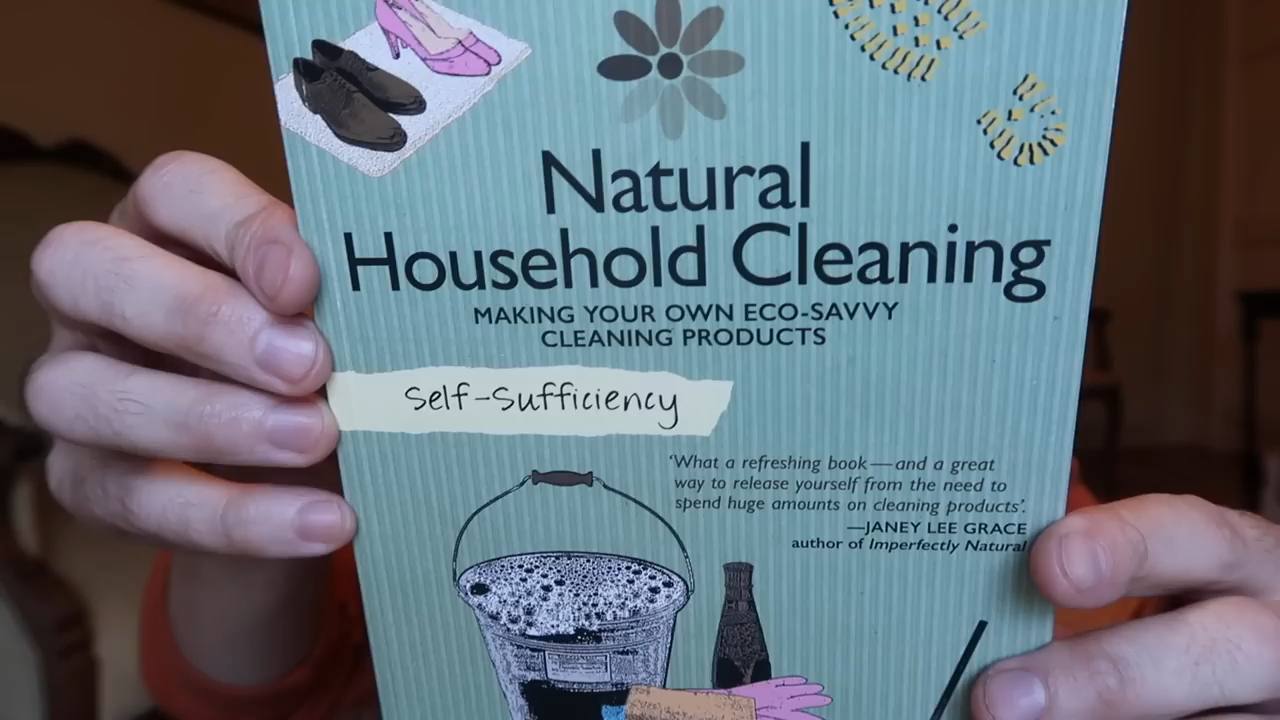 Natural
Household Cleaning
MAKING YOUR OWN ECO-SAVVY
CLEANING PRODUCTS
Self-Sufficiency
‘What a refreshing book—and a great
way to release yourself from the need to
spend huge amounts on cleaning products’.
—JANEY LEE GRACE
author of Imperfectly Natural